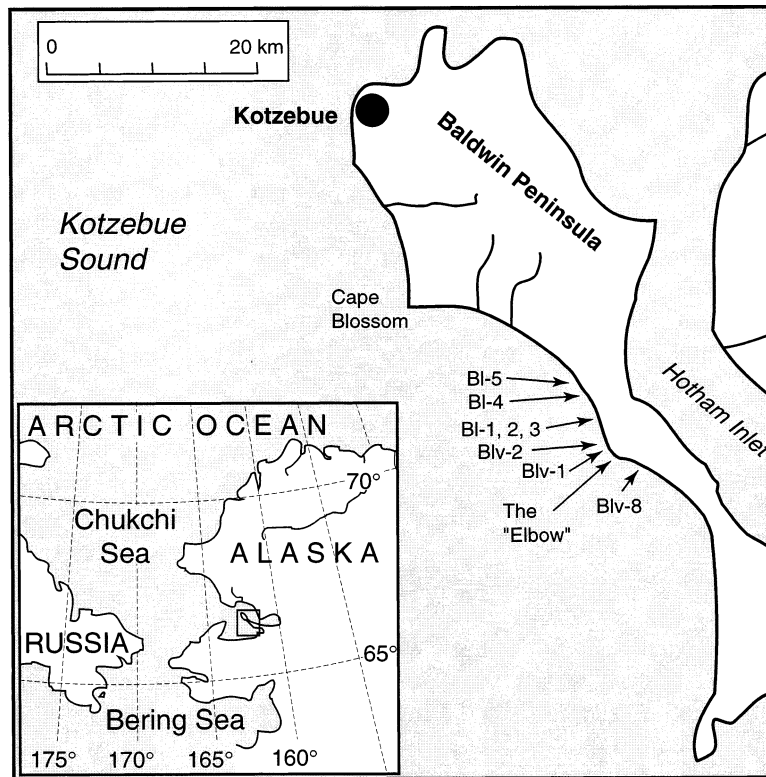 0 20 km
Kotzebue
Baldwin Peninsula
Kotzebue
Sound
Cape
Blossom
Hotham Inlet
Bl-5
Bl-4
Bl-1, 2, 3
Blv-2
Blv-1
Blv-8
The
"Elbow"
ARCTIC OCEAN
70°
Chukchi
Sea
ALASKA
RUSSIA
65°
Bering Sea
175° 170° 165° 160°